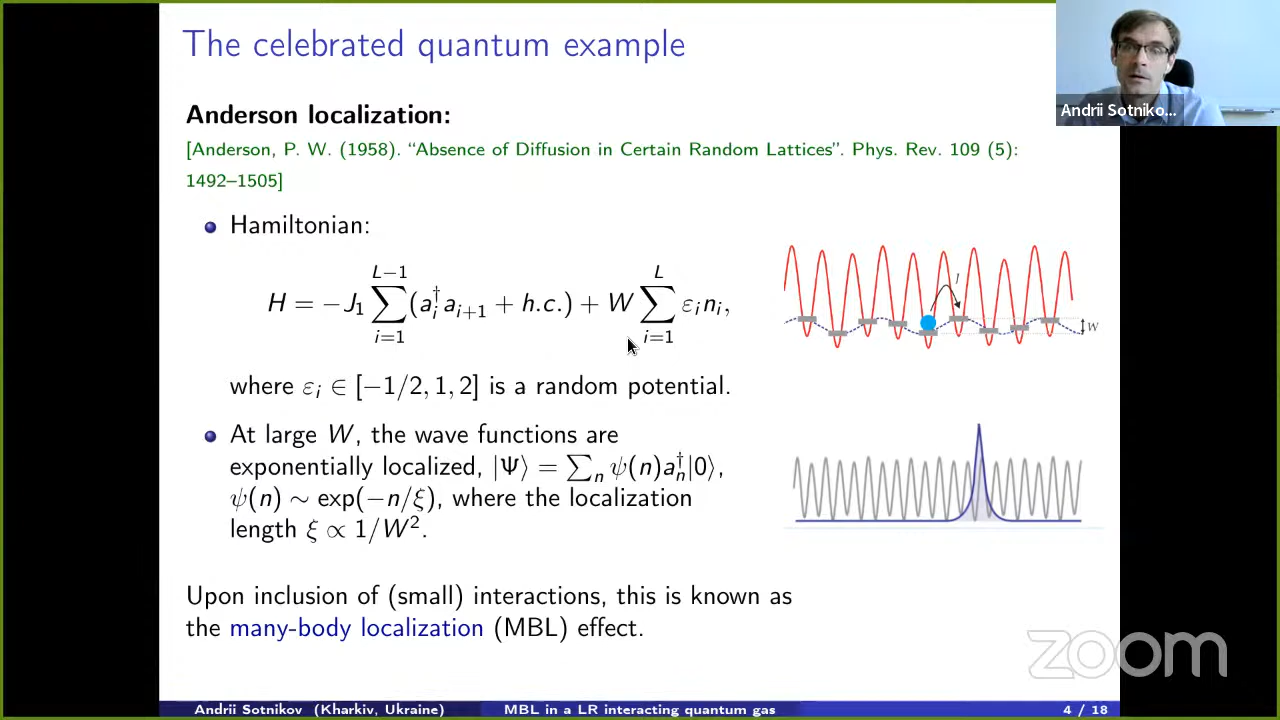 The celebrated quantum example
Andrii Sotniko...
Anderson localization:
[Anderson, P. W. (1958). “Absence of Diffusion in Certain Random Lattices”. Phys. Rev. 109 (5):
1492–1505]
Hamiltonian:
H = −J₁ ∑_{i=1}^{L−1} (a_i^† a_{i+1} + h.c.) + W ∑_{i=1}^{L} ε_i n_i,
J
W
where ε_i ∈ [−1/2, 1, 2] is a random potential.
At large W, the wave functions are
exponentially localized, |Ψ⟩ = ∑_n ψ(n)a_n^†|0⟩,
ψ(n) ∼ exp(−n/ξ), where the localization
length ξ ∝ 1/W².
Upon inclusion of (small) interactions, this is known as
the many-body localization (MBL) effect.
zoom
Andrii Sotnikov (Kharkiv, Ukraine) MBL in a LR interacting quantum gas 4 / 18